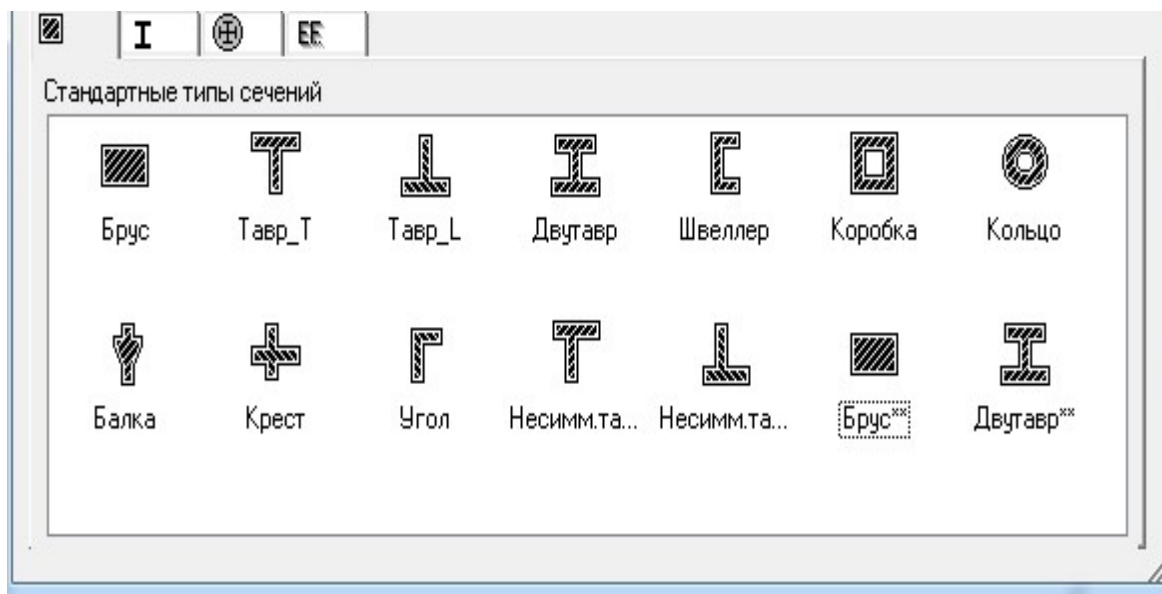 I EF
Стандартные типы сечений
Брус Тавр_Т Тавр_L Двутавр Швеллер Коробка Кольцо
Балка Крест Угол Несимм.та... Несимм.та... Брус** Двутавр**